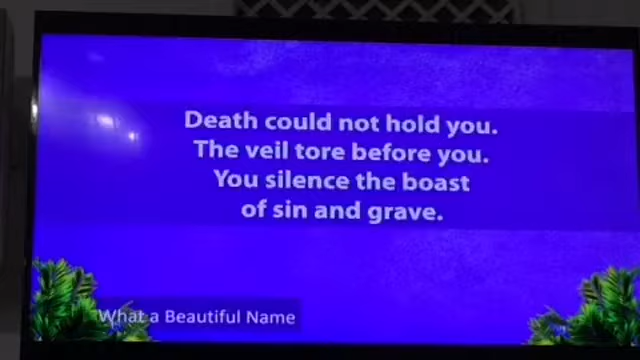 Death could not hold you.
The veil tore before you.
You silence the boast
of sin and grave.
What a Beautiful Name